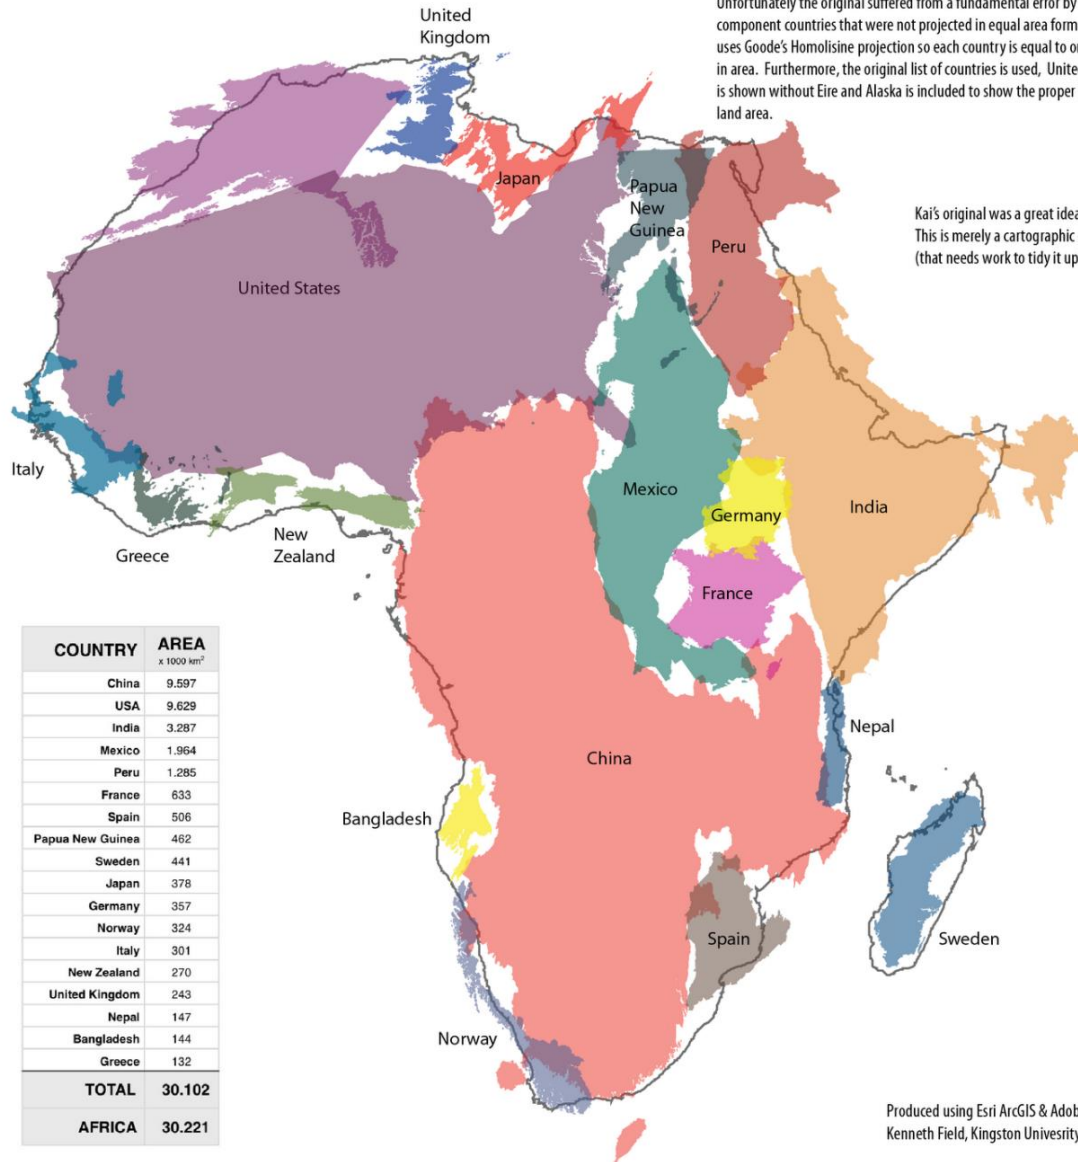 Unfortunately the original suffered from a fundamental error by
component countries that were not projected in equal area form
uses Goode's Homolisine projection so each country is equal to
in area. Furthermore, the original list of countries is used, United
is shown without Eire and Alaska is included to show the proper
land area.
Kai's original was a great idea
This is merely a cartographic
(that needs work to tidy it up
United
Kingdom
Japan
Papua
New
Guinea
Peru
United States
Italy
Greece
New
Zealand
Mexico
Germany
India
France
China
Nepal
Bangladesh
Spain
Sweden
Norway
COUNTRY AREA
x 1000 km²
China 9.597
USA 9.629
India 3.287
Mexico 1.964
Peru 1.285
France 633
Spain 506
Papua New Guinea 462
Sweden 441
Japan 378
Germany 357
Norway 324
Italy 301
New Zealand 270
United Kingdom 243
Nepal 147
Bangladesh 144
Greece 132
TOTAL 30.102
AFRICA 30.221
Produced using Esri ArcGIS &
Kenneth Field, Kingston Univesrity